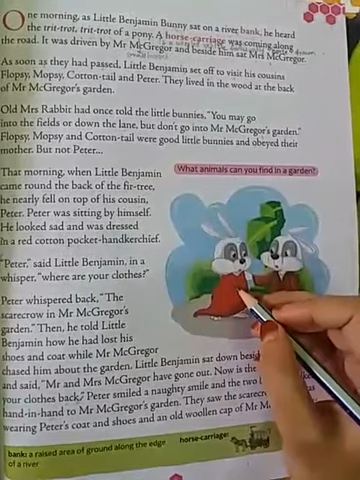 One morning, as Little Benjamin Bunny sat on a river bank, he heard
the trit-trot, trit-trot of a pony. A horse-carriage was coming along
the road. It was driven by Mr McGregor and beside him sat Mrs McGregor.
As soon as they had passed, Little Benjamin set off to visit his cousins
Flopsy, Mopsy, Cotton-tail and Peter. They lived in the wood at the back
of Mr McGregor's garden.
Old Mrs Rabbit had once told the little bunnies, "You may go
into the fields or down the lane, but don't go into Mr McGregor's garden."
Flopsy, Mopsy and Cotton-tail were good little bunnies and obeyed their
mother. But not Peter...
That morning, when Little Benjamin
came round the back of the fir-tree,
he nearly fell on top of his cousin,
Peter. Peter was sitting by himself.
He looked sad and was dressed
in a red cotton pocket-handkerchief.
What animals can you find in a garden?
"Peter," said Little Benjamin, in a
whisper, "where are your clothes?"
Peter whispered back, "The
scarecrow in Mr McGregor's
garden." Then, he told Little
Benjamin how he had lost his
shoes and coat while Mr McGregor
chased him about the garden. Little Benjamin sat down
and said, "Mr and Mrs McGregor have gone out. Now is the
your clothes back." Peter smiled a naughty smile and the two
hand-in-hand to Mr McGregor's garden. They saw the
wearing Peter's coat and shoes and an old woollen cap of Mr
bank: a raised area of ground along the edge
of a river
horse-carriage: